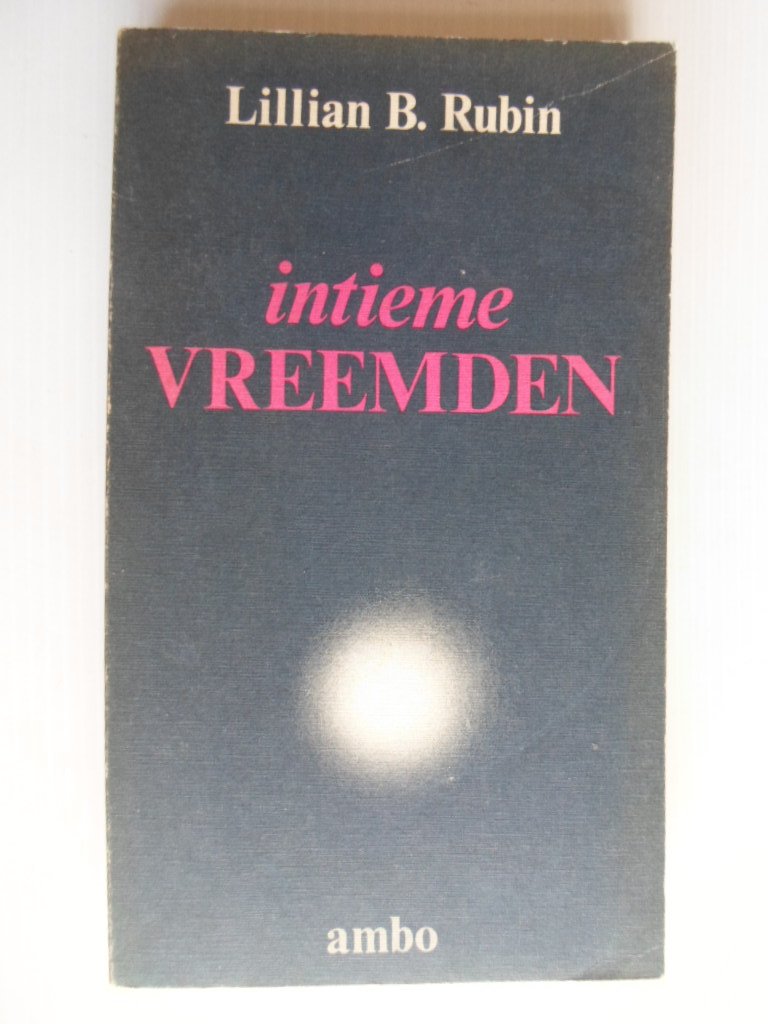 Lillian B. Rubin
intieme
VREEMDEN
ambo